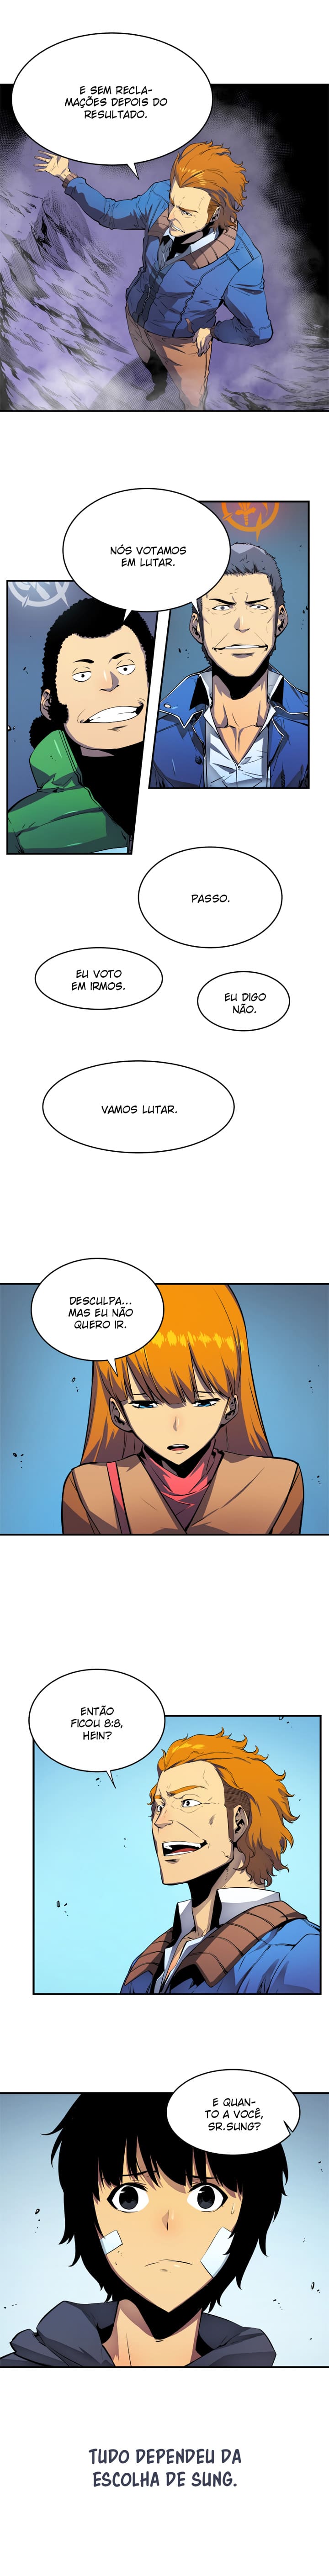 E SEM RECLA-
MAÇÕES DEPOIS DO
RESULTADO.
NÓS VOTAMOS
EM LUTAR.
PASSO.
EU VOTO
EM IRMOS.
EU DIGO
NÃO.
VAMOS LUTAR.
DESCULPA...
MAS EU NÃO
QUERO IR.
ENTÃO
FICOU 8:8,
HEIN?
E QUAN-
TO A VOCÊ,
SR.SUNG?
TUDO DEPENDEU DA
ESCOLHA DE SUNG.